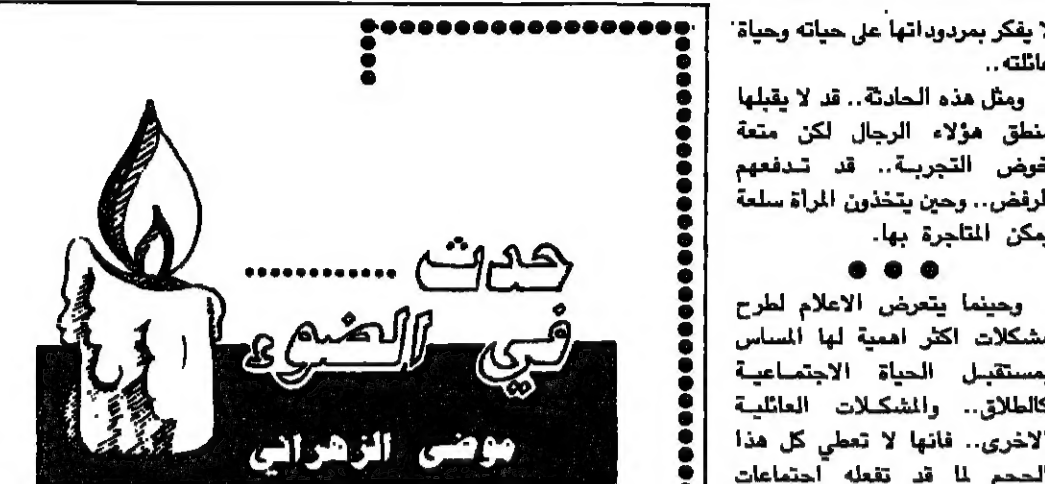 لا يفكر بمردوداتها على حياته وحياة
عائلته..
ومثل هذه الحادثة.. قد لا يقبلها
منطق هؤلاء الرجال لكن متعة
خوض التجربة.. قد تدفعهم
لرفض.. وحين يتخذون المرأة سلعة
يمكن المتاجرة بها.
وحينما يتعرض الاعلام لطرح
مشكلات اكثر اهمية لها المساس
بمستقبل الحياة الاجتماعية
كالطلاق.. والمشكلات العائلية
الاخرى.. فانها لا تعطي كل هذا
الحجم لما قد تفعله اجتماعات
حدث ...........
في الضوء
موضى الزهراني